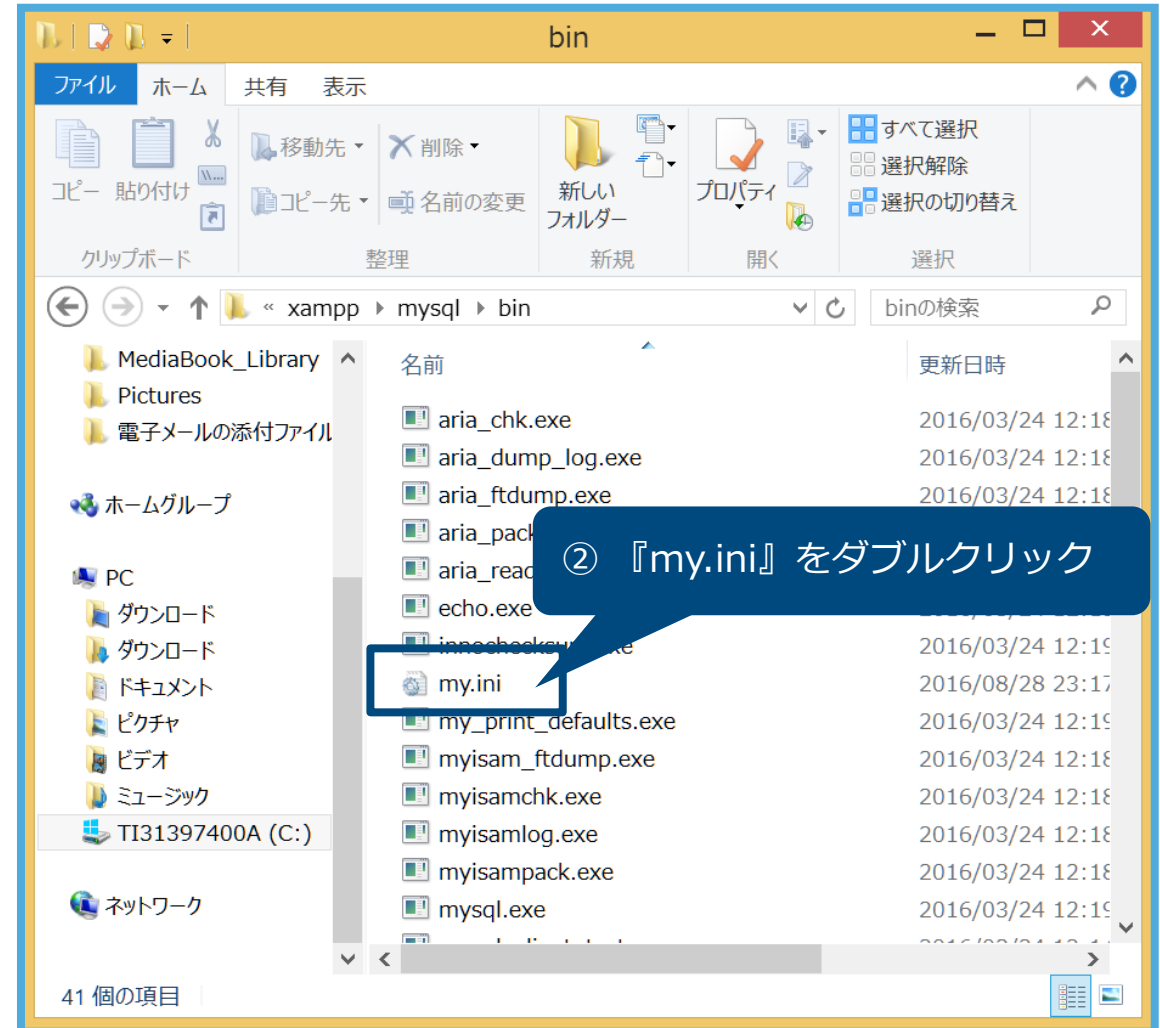 bin
ファイル ホーム 共有 表示
コピー 貼り付け
移動先
コピー先
削除
名前の変更
新しい
フォルダー
プロパティ
すべて選択
選択解除
選択の切り替え
クリップボード 整理 新規 開く 選択
« xampp mysql bin
binの検索
MediaBook_Library
Pictures
電子メールの添付ファイル
ホームグループ
PC
ダウンロード
ダウンロード
ドキュメント
ピクチャ
ビデオ
ミュージック
TI31397400A (C:)
ネットワーク
名前 更新日時
aria_chk.exe 2016/03/24 12:18
aria_dump_log.exe 2016/03/24 12:18
aria_ftdump.exe 2016/03/24 12:18
aria_pack
aria_read
echo.exe
② 『my.ini』をダブルクリック
2016/03/24 12:19
my.ini 2016/08/28 23:17
my_print_defaults.exe 2016/03/24 12:19
myisam_ftdump.exe 2016/03/24 12:18
myisamchk.exe 2016/03/24 12:18
myisamlog.exe 2016/03/24 12:18
myisampack.exe 2016/03/24 12:18
mysql.exe 2016/03/24 12:19
41 個の項目